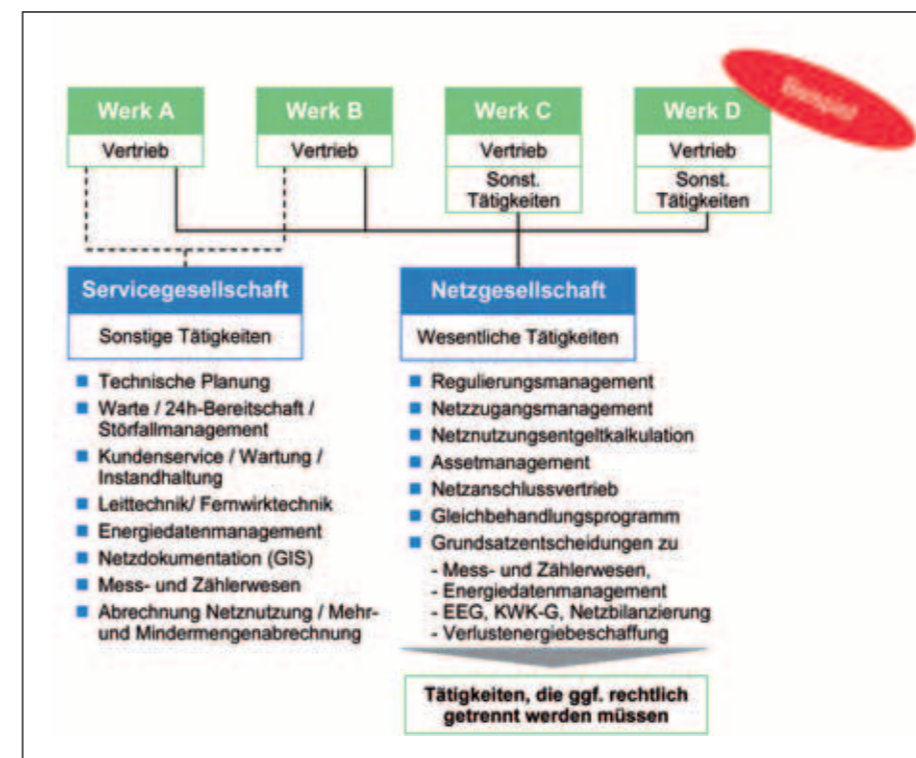 Beispiel
Werk A
Vertrieb
Werk B
Vertrieb
Werk C
Vertrieb
Sonst.
Tätigkeiten
Werk D
Vertrieb
Sonst.
Tätigkeiten
Servicegesellschaft
Sonstige Tätigkeiten
Technische Planung
Warte / 24h-Bereitschaft /
Störfallmanagement
Kundenservice / Wartung /
Instandhaltung
Leittechnik/ Fernwirktechnik
Energiedatenmanagement
Netzdokumentation (GIS)
Mess- und Zählerwesen
Abrechnung Netznutzung / Mehr-
und Mindermengenabrechnung
Netzgesellschaft
Wesentliche Tätigkeiten
Regulierungsmanagement
Netzzugangsmanagement
Netznutzungsentgeltkalkulation
Assetmanagement
Netzanschlussvertrieb
Gleichbehandlungsprogramm
Grundsatzentscheidungen zu
- Mess- und Zählerwesen,
- Energiedatenmanagement
- EEG, KWK-G, Netzbilanzierung
- Verlustenergiebeschaffung
Tätigkeiten, die ggf. rechtlich
getrennt werden müssen